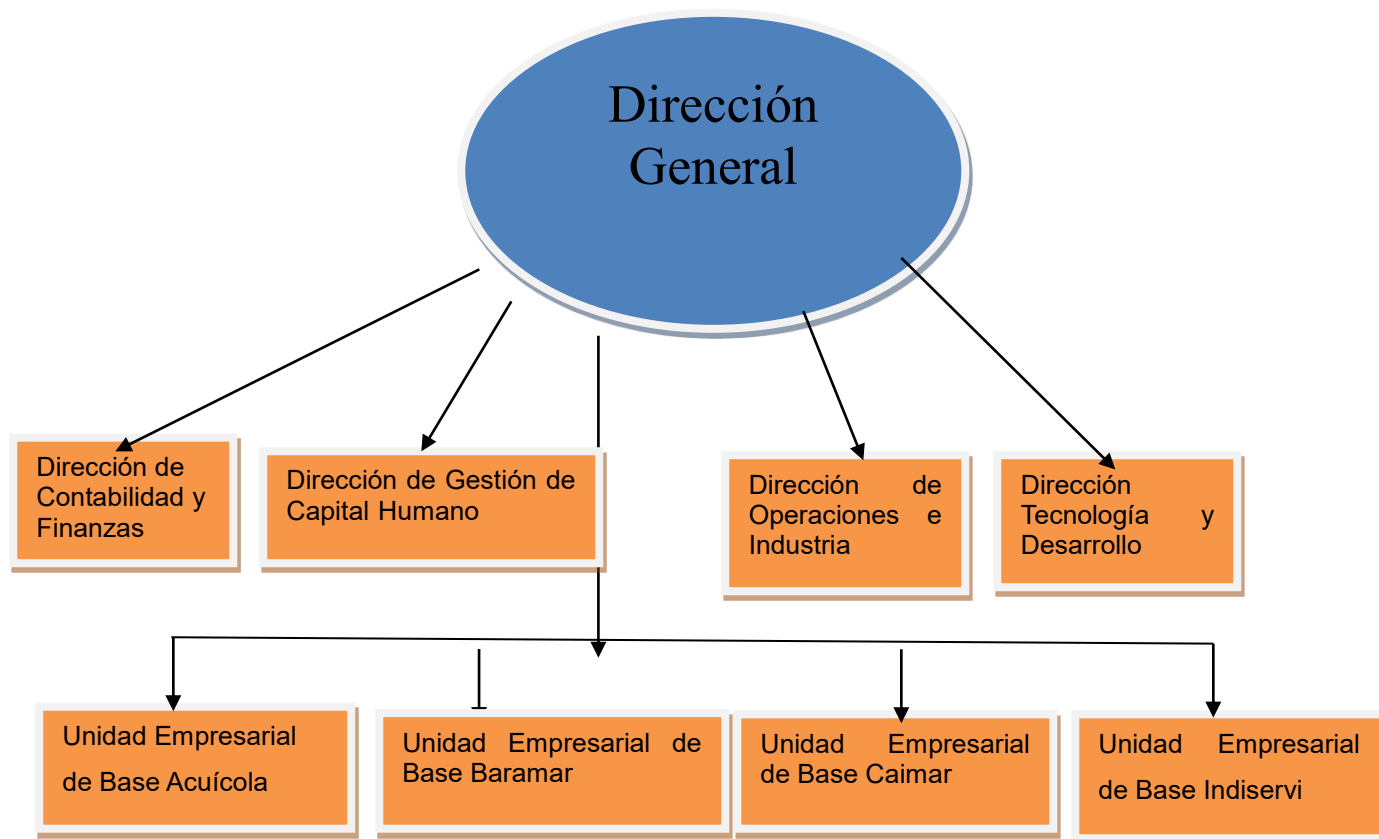 Dirección
General
Dirección de
Contabilidad y
Finanzas
Dirección de Gestión de
Capital Humano
Dirección de
Operaciones e
Industria
Dirección
Tecnología y
Desarrollo
Unidad Empresarial
de Base Acuícola
Unidad Empresarial de
Base Baramar
Unidad Empresarial
de Base Caimar
Unidad Empresarial
de Base Indiservi